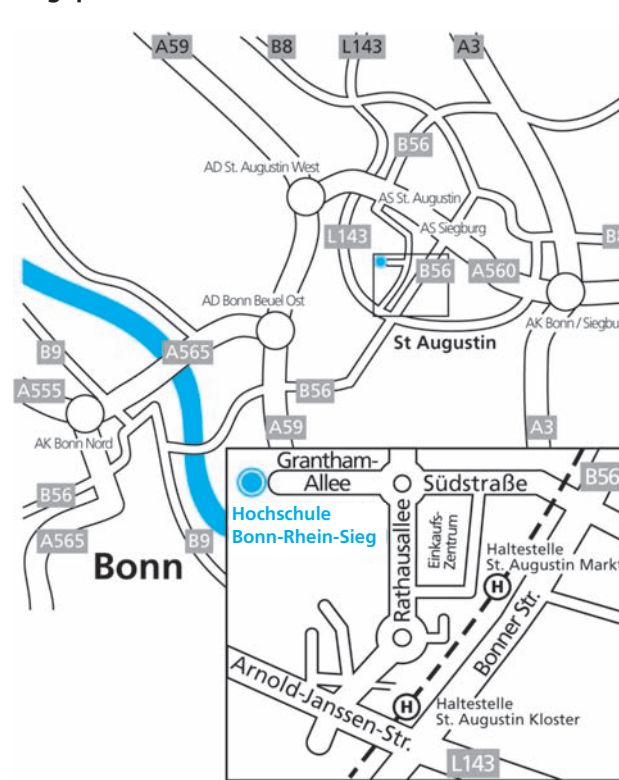 A59
B8
L143
A3
B56
AD St. Augustin West
AS St. Augustin
AS Siegburg
L143
B56
A560
AD Bonn Beuel Ost
AK Bonn / Siegbu
St Augustin
B9
A565
A555
B56
AK Bonn Nord
A59
A3
B56
A565
B9
Bonn
Grantham-
Allee
Südstraße
B56
Hochschule
Bonn-Rhein-Sieg
Rathausallee
Einkaufs-
Zentrum
Haltestelle
St. Augustin Markt
H
Bonner Str.
Arnold-Janssen-Str.
H
Haltestelle
St. Augustin Kloster
L143